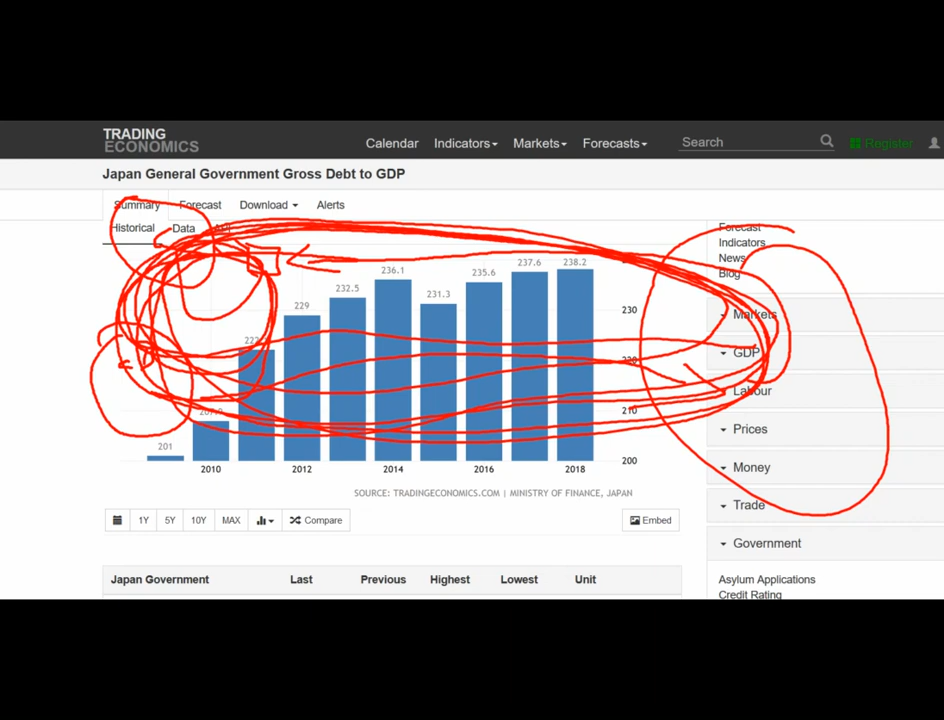 TRADING
ECONOMICS
Calendar Indicators Markets Forecasts Search Register
Japan General Government Gross Debt to GDP
Summary Forecast Download Alerts
Historical Data
Forecast
Indicators
News
Blog
Markets
GDP
Labour
Prices
Money
Trade
Government
Asylum Applications
Credit Rating
201
229
232.5
236.1
231.3
235.6
237.6
238.2
230
210
200
2010 2012 2014 2016 2018
SOURCE: TRADINGECONOMICS.COM | MINISTRY OF FINANCE, JAPAN
1Y 5Y 10Y MAX Compare Embed
Japan Government Last Previous Highest Lowest Unit